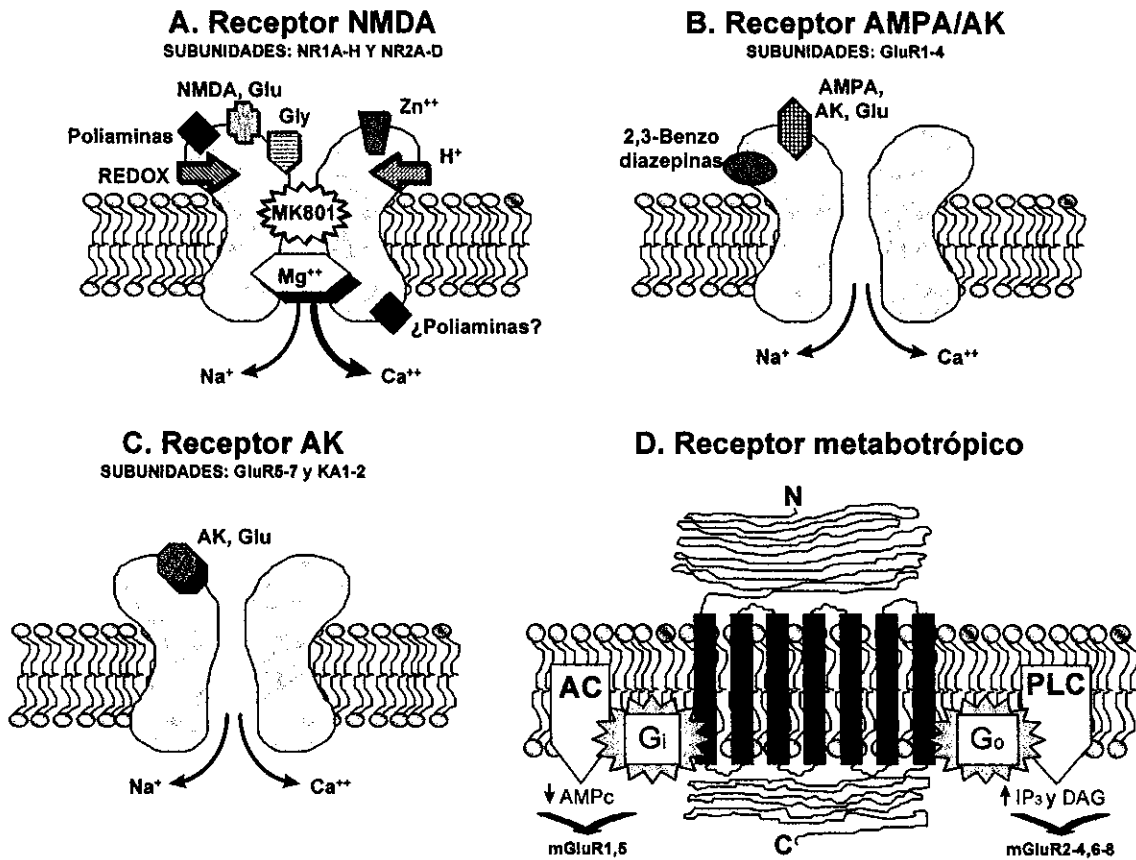 A. Receptor NMDA
SUBUNIDADES: NR1A-H Y NR2A-D
NMDA, Glu
Gly
Zn++
Poliaminas
REDOX
H+
MK801
Mg++
¿Poliaminas?
Na+
Ca++
B. Receptor AMPA/AK
SUBUNIDADES: GluR1-4
AMPA,
AK, Glu
2,3-Benzo
diazepinas
Na+
Ca++
C. Receptor AK
SUBUNIDADES: GluR5-7 y KA1-2
AK, Glu
Na+
Ca++
D. Receptor metabotrópico
N
AC
Gi
Go
PLC
↓ AMPc
↑ IP3 y DAG
mGluR1,5
C
mGluR2-4,6-8